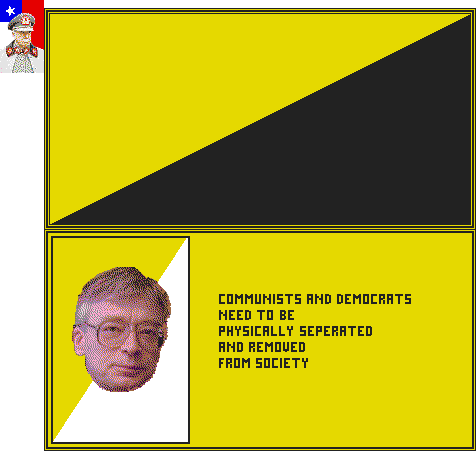 COMMUNISTS AND DEMOCRATS
NEED TO BE
PHYSICALLY SEPERATED
AND REMOVED
FROM SOCIETY